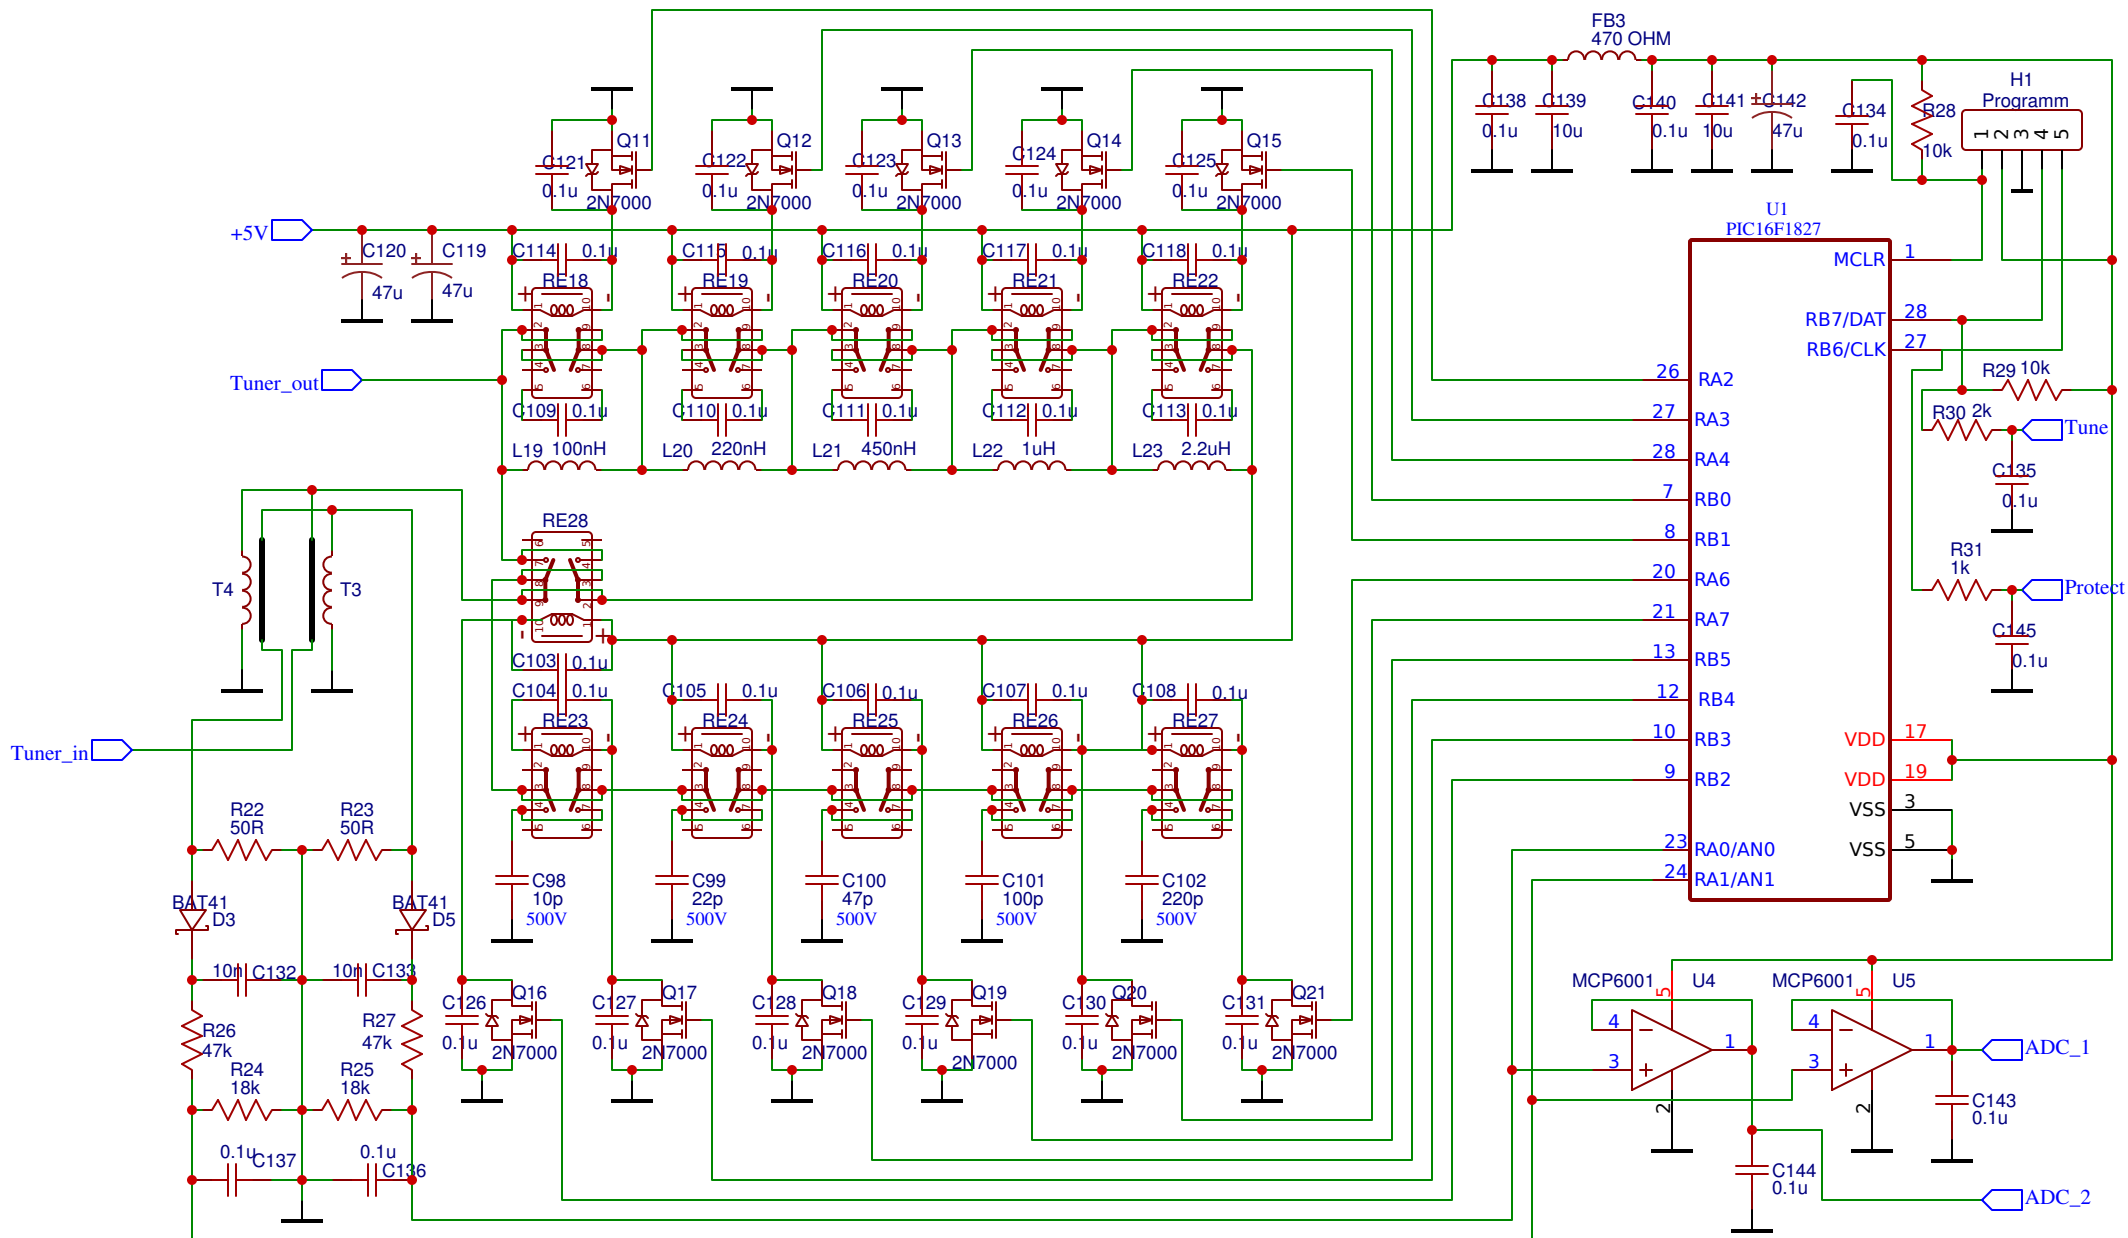 FB3
470 OHM
C138
0.1u
C139
10u
C140
0.1u
C141
10u
C142
47u
C134
0.1u
R28
10k
H1
Programm
1 2 3 4 5
Q11
C121
0.1u
2N7000
Q12
C122
0.1u
2N7000
Q13
C123
0.1u
2N7000
Q14
C124
0.1u
2N7000
Q15
C125
0.1u
2N7000
+5V
C120
47u
C119
47u
C114 0.1u
RE18
C115 0.1u
RE19
C116 0.1u
RE20
C117 0.1u
RE21
C118 0.1u
RE22
Tuner_out
C109 0.1u
C110 0.1u
C111 0.1u
C112 0.1u
C113 0.1u
L19 100nH
L20 220nH
L21 450nH
L22 1uH
L23 2.2uH
U1
PIC16F1827
MCLR 1
RB7/DAT 28
RB6/CLK 27
26 RA2
27 RA3
28 RA4
7 RB0
8 RB1
20 RA6
21 RA7
13 RB5
12 RB4
10 RB3
9 RB2
23 RA0/AN0
24 RA1/AN1
VDD 17
VDD 19
VSS 3
VSS 5
R29 10k
R30 2k
Tune
C135
0.1u
R31
1k
Protect
C145
0.1u
T4
T3
Tuner_in
RE28
C103 0.1u
C104 0.1u
RE23
C105 0.1u
RE24
C106 0.1u
RE25
C107 0.1u
RE26
C108 0.1u
RE27
C98
10p
500V
C99
22p
500V
C100
47p
500V
C101
100p
500V
C102
220p
500V
R22
50R
R23
50R
BAT41
D3
BAT41
D5
10n C132
10n C133
R26
47k
R27
47k
R24
18k
R25
18k
0.1u
C137
0.1u
C136
Q16
C126
0.1u
2N7000
Q17
C127
0.1u
2N7000
Q18
C128
0.1u
2N7000
Q19
C129
0.1u
2N7000
Q20
C130
0.1u
2N7000
Q21
C131
0.1u
2N7000
MCP6001 U4
5
4
3
1
2
MCP6001 U5
5
4
3
1
2
ADC_1
C143
0.1u
C144
0.1u
ADC_2